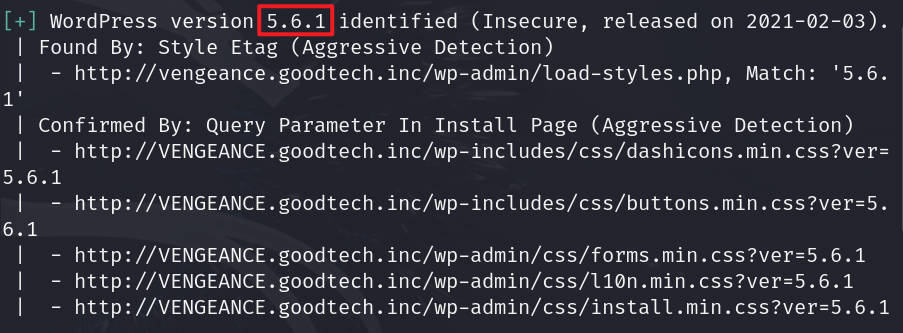 [+] WordPress version 5.6.1 identified (Insecure, released on 2021-02-03).
| Found By: Style Etag (Aggressive Detection)
|  - http://vengeance.goodtech.inc/wp-admin/load-styles.php, Match: '5.6.
1'
| Confirmed By: Query Parameter In Install Page (Aggressive Detection)
|  - http://VENGEANCE.goodtech.inc/wp-includes/css/dashicons.min.css?ver=
5.6.1
|  - http://VENGEANCE.goodtech.inc/wp-includes/css/buttons.min.css?ver=5.
6.1
|  - http://VENGEANCE.goodtech.inc/wp-admin/css/forms.min.css?ver=5.6.1
|  - http://VENGEANCE.goodtech.inc/wp-admin/css/l10n.min.css?ver=5.6.1
|  - http://VENGEANCE.goodtech.inc/wp-admin/css/install.min.css?ver=5.6.1